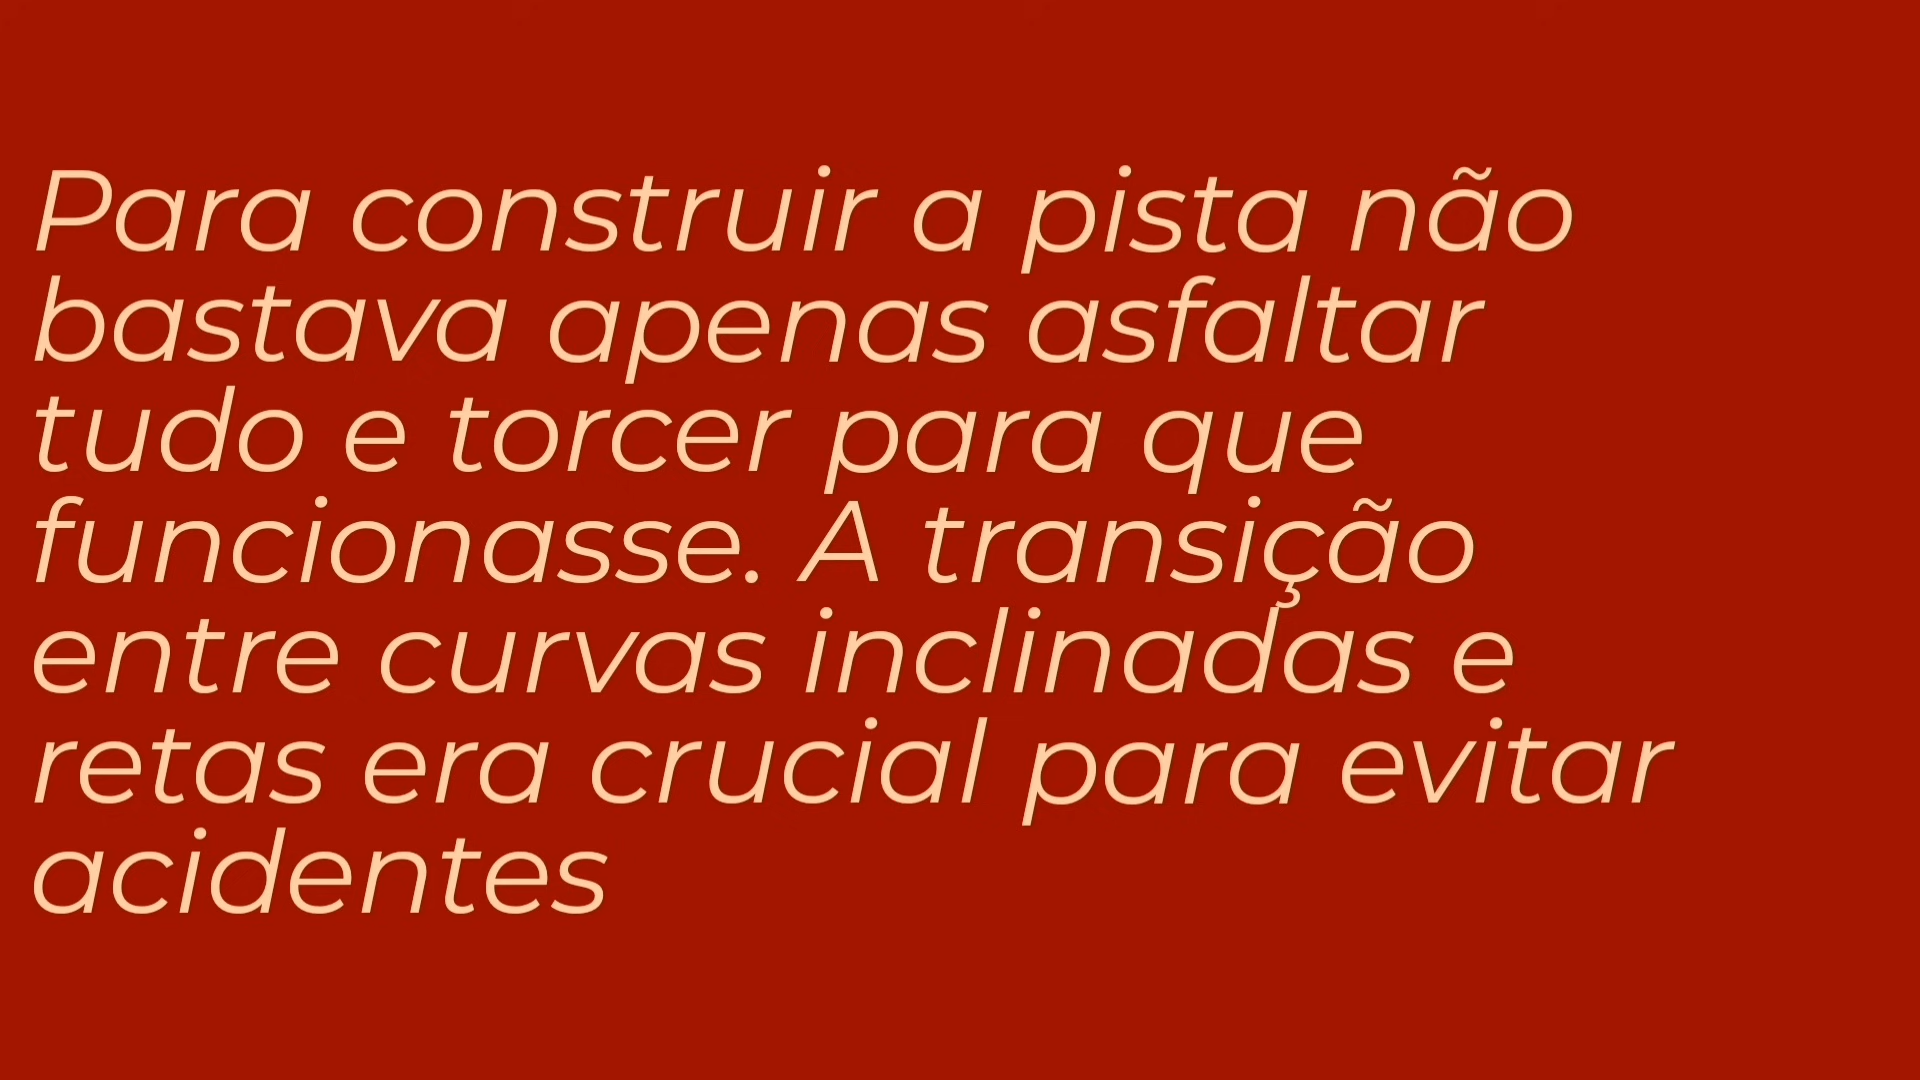 Para construir a pista não
bastava apenas asfaltar
tudo e torcer para que
funcionasse. A transição
entre curvas inclinadas e
retas era crucial para evitar
acidentes